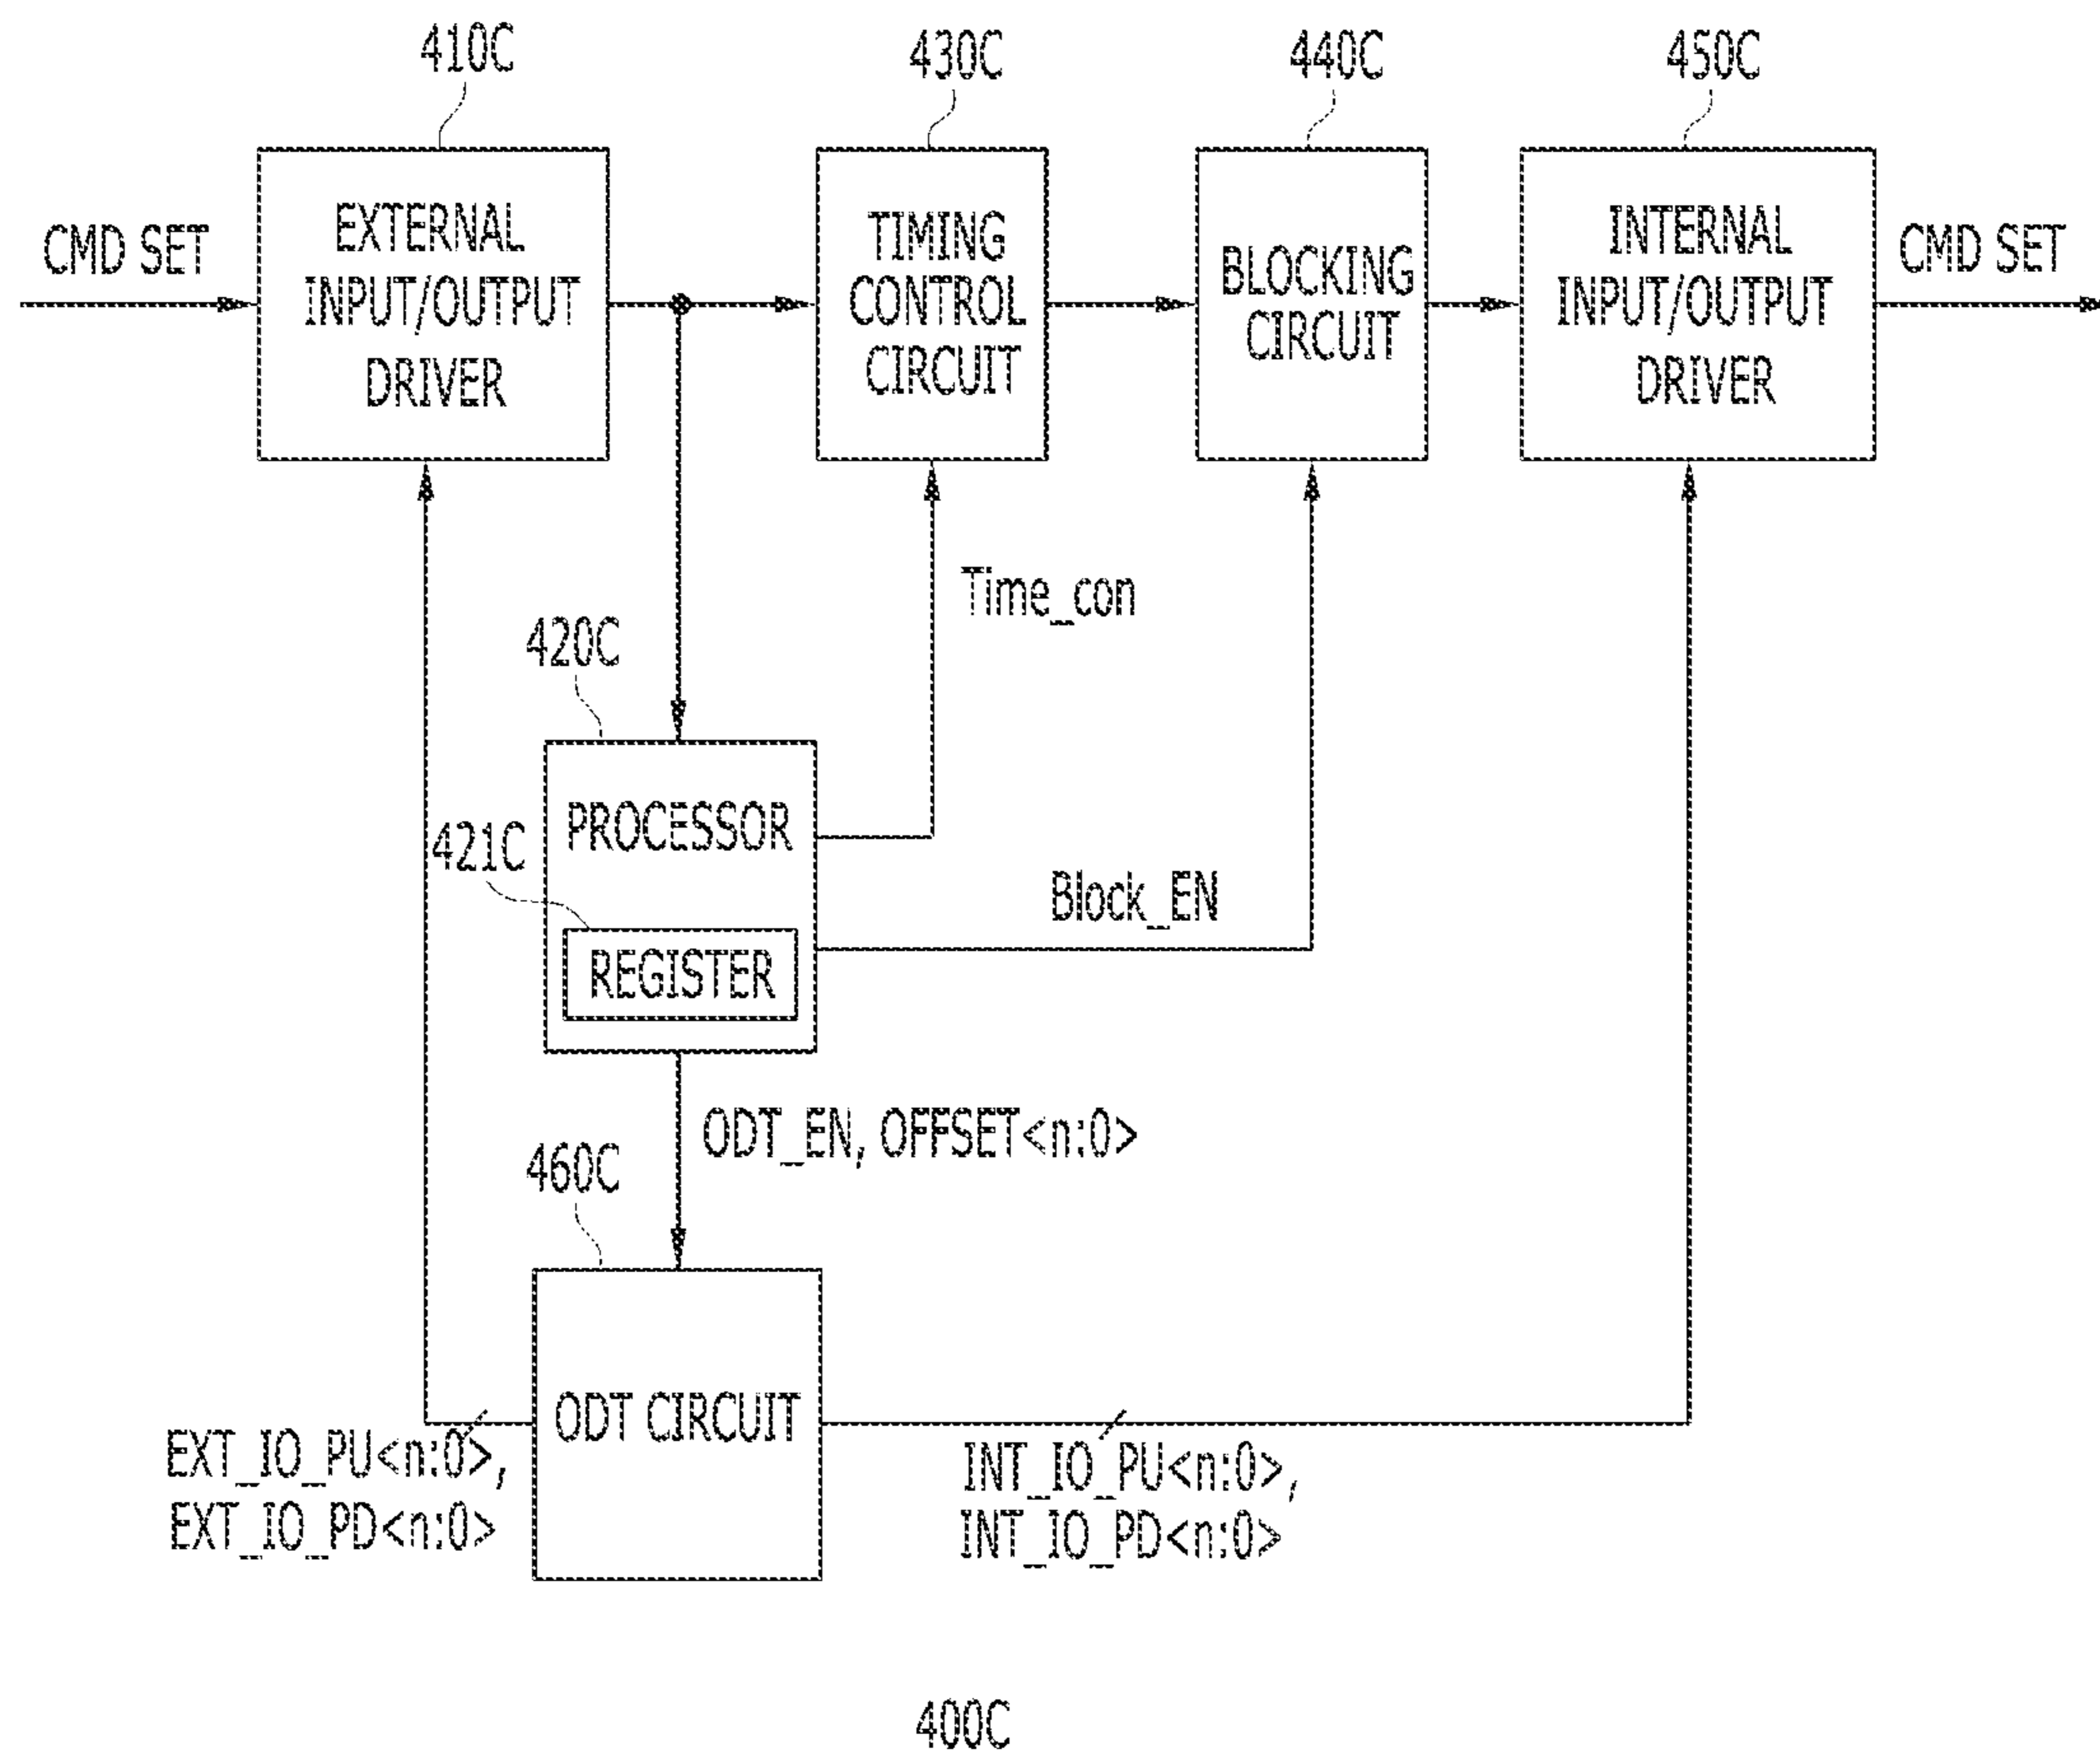 410C
430C
440C
450C
CMD SET
EXTERNAL
INPUT/OUTPUT
DRIVER
TIMING
CONTROL
CIRCUIT
BLOCKING
CIRCUIT
INTERNAL
INPUT/OUTPUT
DRIVER
CMD SET
Time_con
420C
PROCESSOR
421C
REGISTER
Block_EN
ODT_EN, OFFSET<n:0>
460C
ODT CIRCUIT
EXT_IO_PU<n:0>,
EXT_IO_PD<n:0>
INT_IO_PU<n:0>,
INT_IO_PD<n:0>
400C